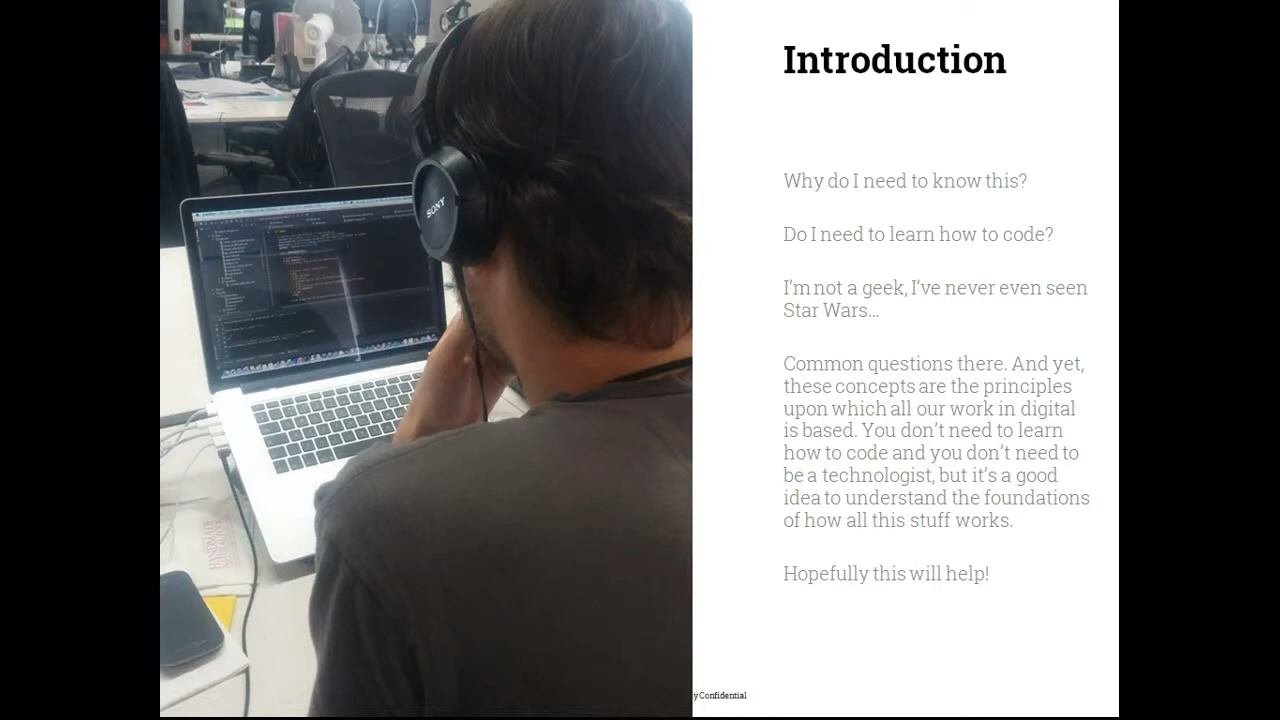 Introduction
Why do I need to know this?
Do I need to learn how to code?
I'm not a geek, I've never even seen
Star Wars…
Common questions there. And yet,
these concepts are the principles
upon which all our work in digital
is based. You don't need to learn
how to code and you don't need to
be a technologist, but it's a good
idea to understand the foundations
of how all this stuff works.
Hopefully this will help!
y Confidential
SONY